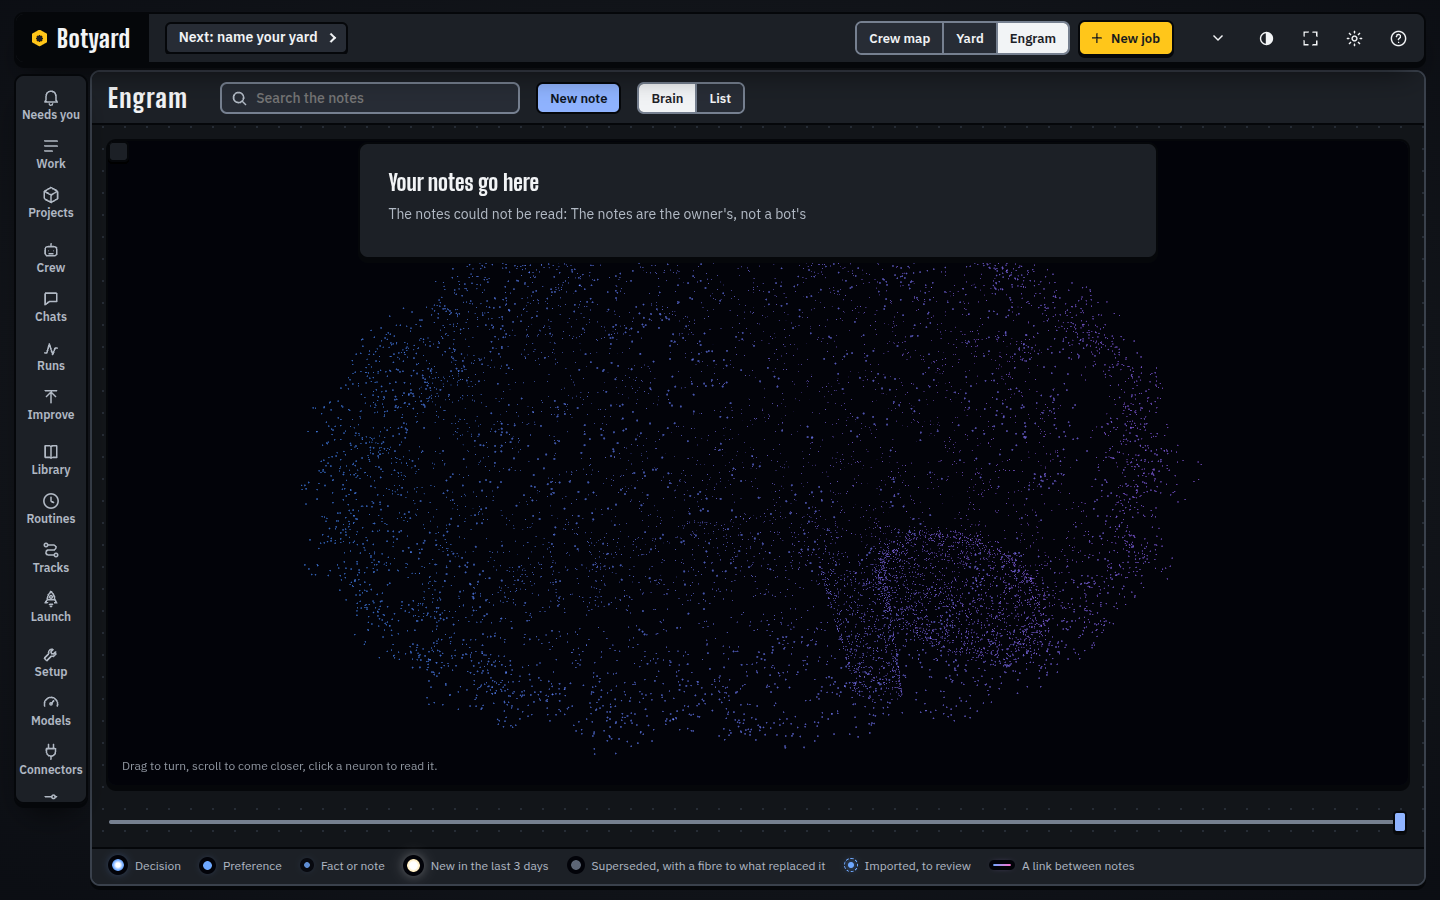 Botyard
Next: name your yard
Crew map
Yard
Engram
New job
Needs you
Work
Projects
Crew
Chats
Runs
Improve
Library
Routines
Tracks
Launch
Setup
Models
Connectors
Engram
Search the notes
New note
Brain
List
Your notes go here
The notes could not be read: The notes are the owner's, not a bot's
Drag to turn, scroll to come closer, click a neuron to read it.
Decision
Preference
Fact or note
New in the last 3 days
Superseded, with a fibre to what replaced it
Imported, to review
A link between notes